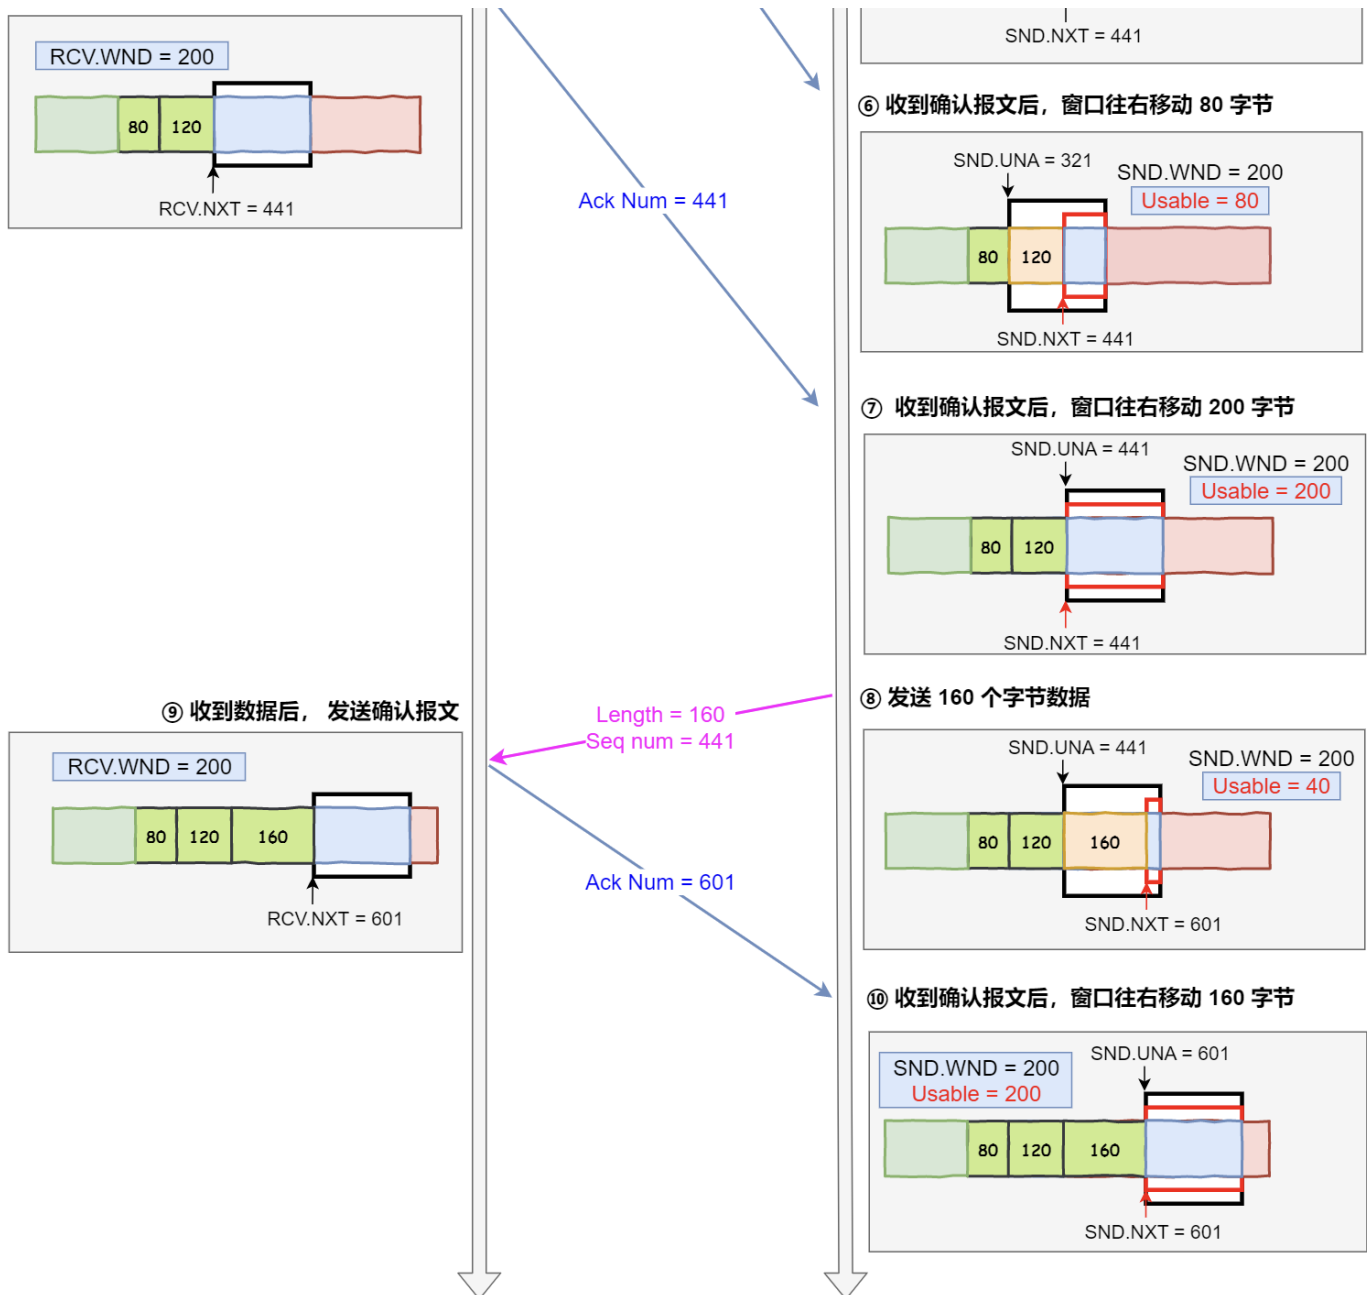 SND.NXT = 441
RCV.WND = 200
80
120
RCV.NXT = 441
⑥ 收到确认报文后，窗口往右移动 80 字节
SND.UNA = 321
SND.WND = 200
Usable = 80
80
120
SND.NXT = 441
Ack Num = 441
⑦ 收到确认报文后，窗口往右移动 200 字节
SND.UNA = 441
SND.WND = 200
Usable = 200
80
120
SND.NXT = 441
⑧ 发送 160 个字节数据
Length = 160
Seq num = 441
SND.UNA = 441
SND.WND = 200
Usable = 40
80
120
160
SND.NXT = 601
⑨ 收到数据后， 发送确认报文
RCV.WND = 200
80
120
160
RCV.NXT = 601
Ack Num = 601
⑩ 收到确认报文后，窗口往右移动 160 字节
SND.WND = 200
Usable = 200
SND.UNA = 601
80
120
160
SND.NXT = 601